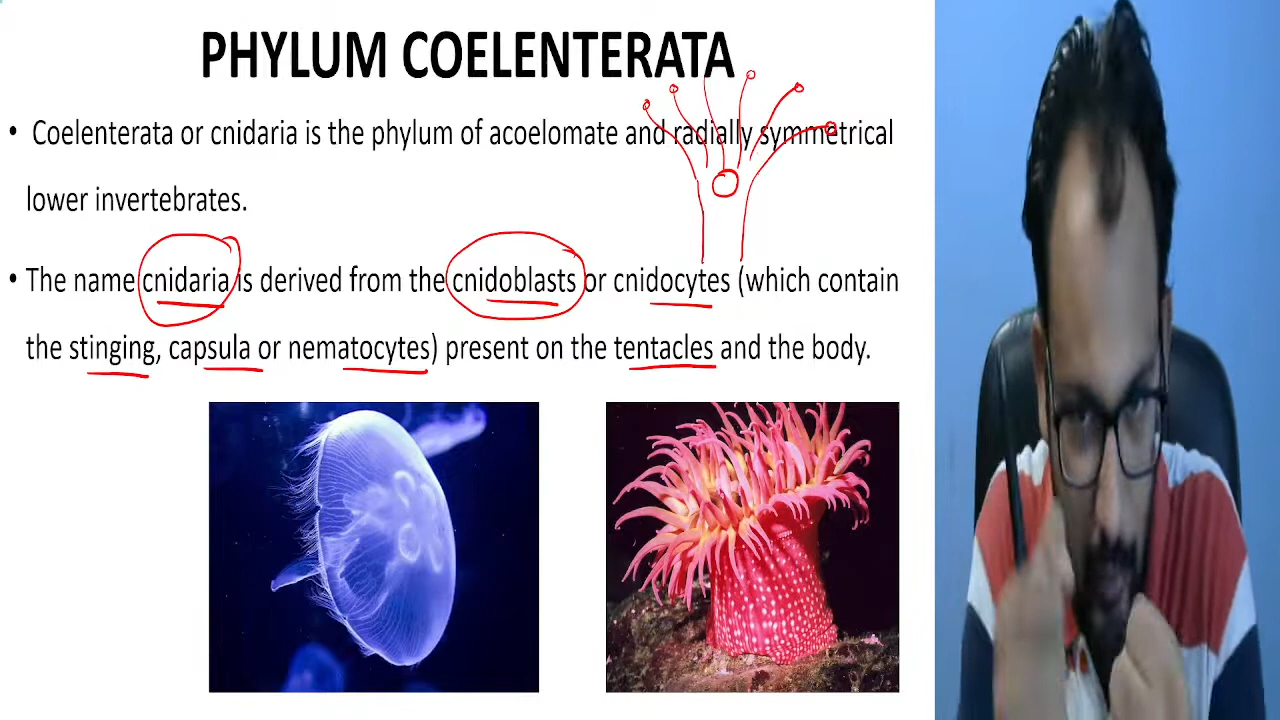 PHYLUM COELENTERATA
• Coelenterata or cnidaria is the phylum of acoelomate and radially symmetrical
lower invertebrates.
• The name cnidaria is derived from the cnidoblasts or cnidocytes (which contain
the stinging, capsula or nematocytes) present on the tentacles and the body.